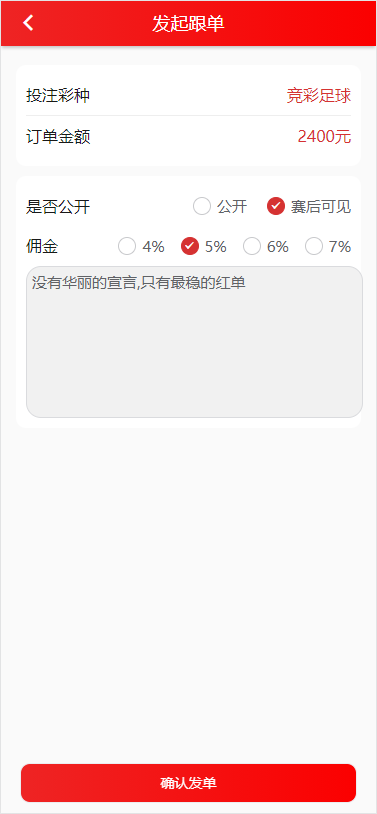 发起跟单
投注彩种 竞彩足球
订单金额 2400元
是否公开 公开 赛后可见
佣金 4% 5% 6% 7%
没有华丽的宣言,只有最稳的红单
确认发单